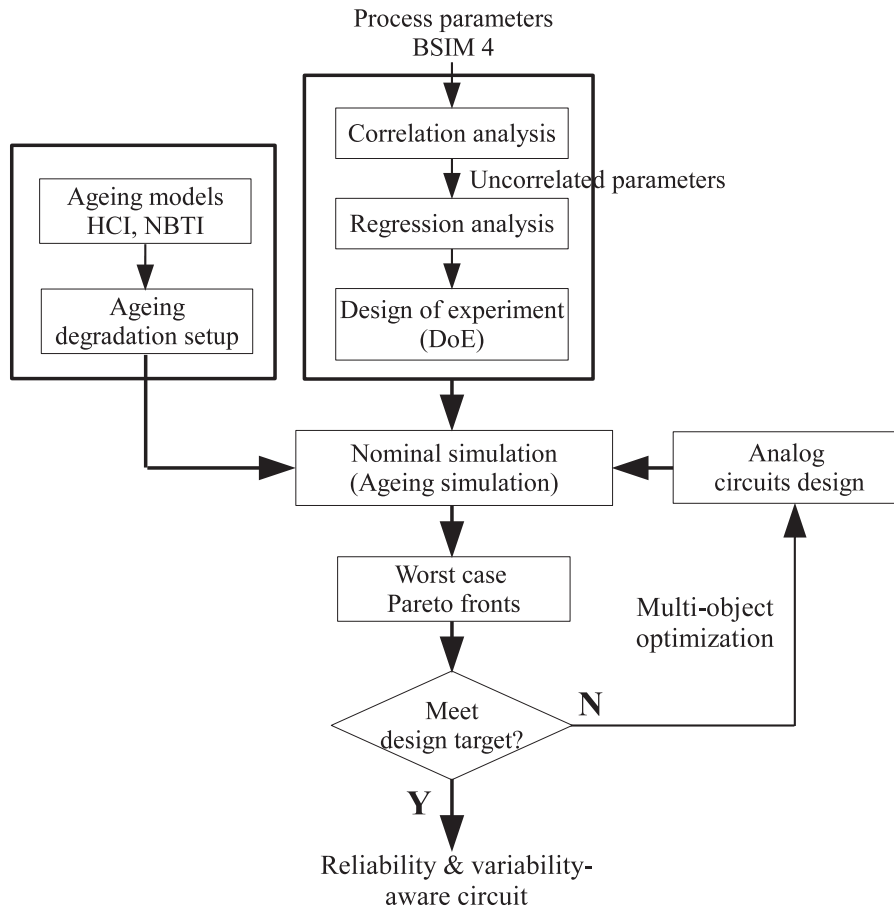 Process parameters
BSIM 4
Correlation analysis
Uncorrelated parameters
Ageing models
HCI, NBTI
Regression analysis
Ageing
degradation setup
Design of experiment
(DoE)
Nominal simulation
(Ageing simulation)
Analog
circuits design
Worst case
Pareto fronts
Multi-object
optimization
Meet
design target?
N
Y
Reliability & variability-
aware circuit